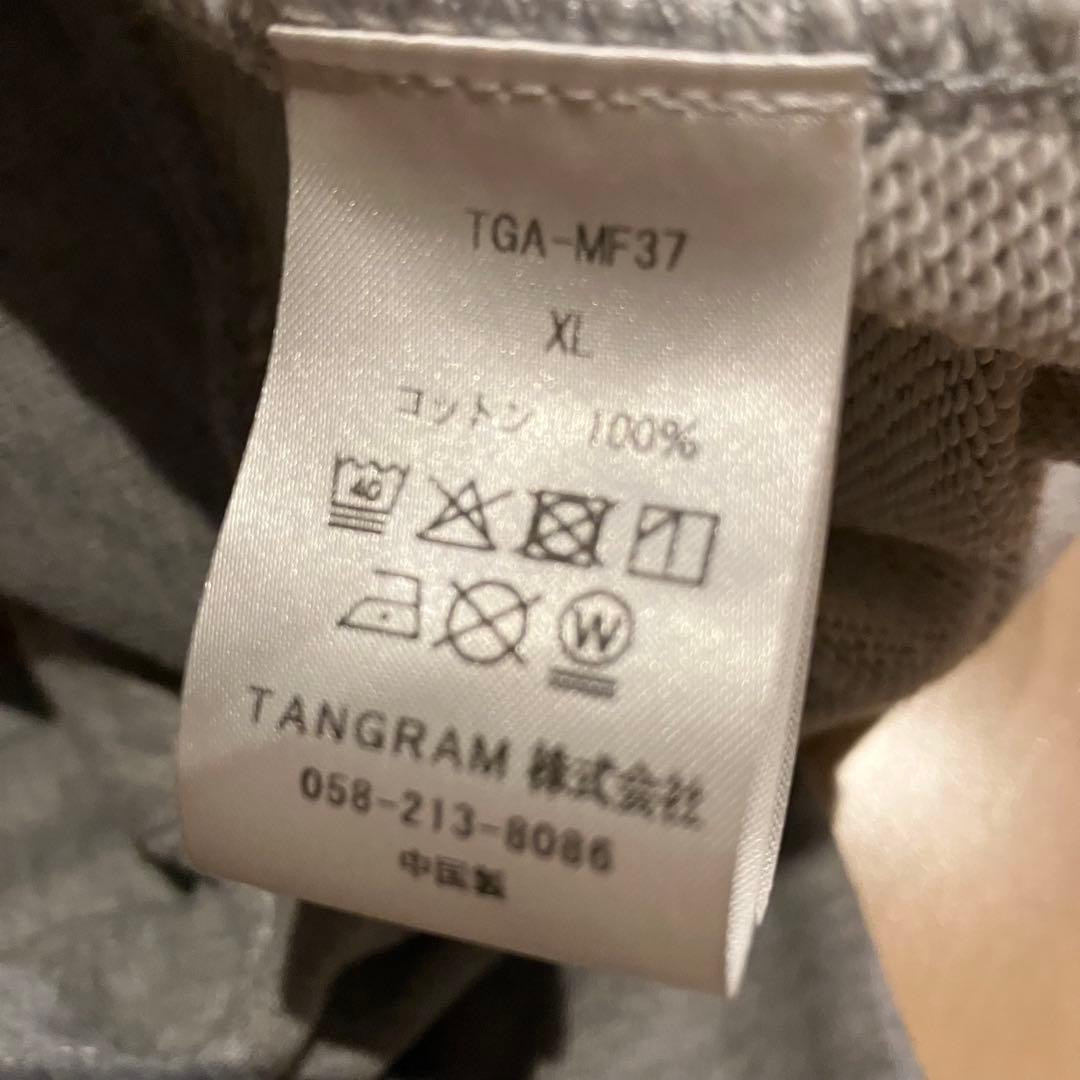 TGA-MF37
XL
コットン 100%
40
W
TANGRAM 株式会社
058-213-8086
中国製